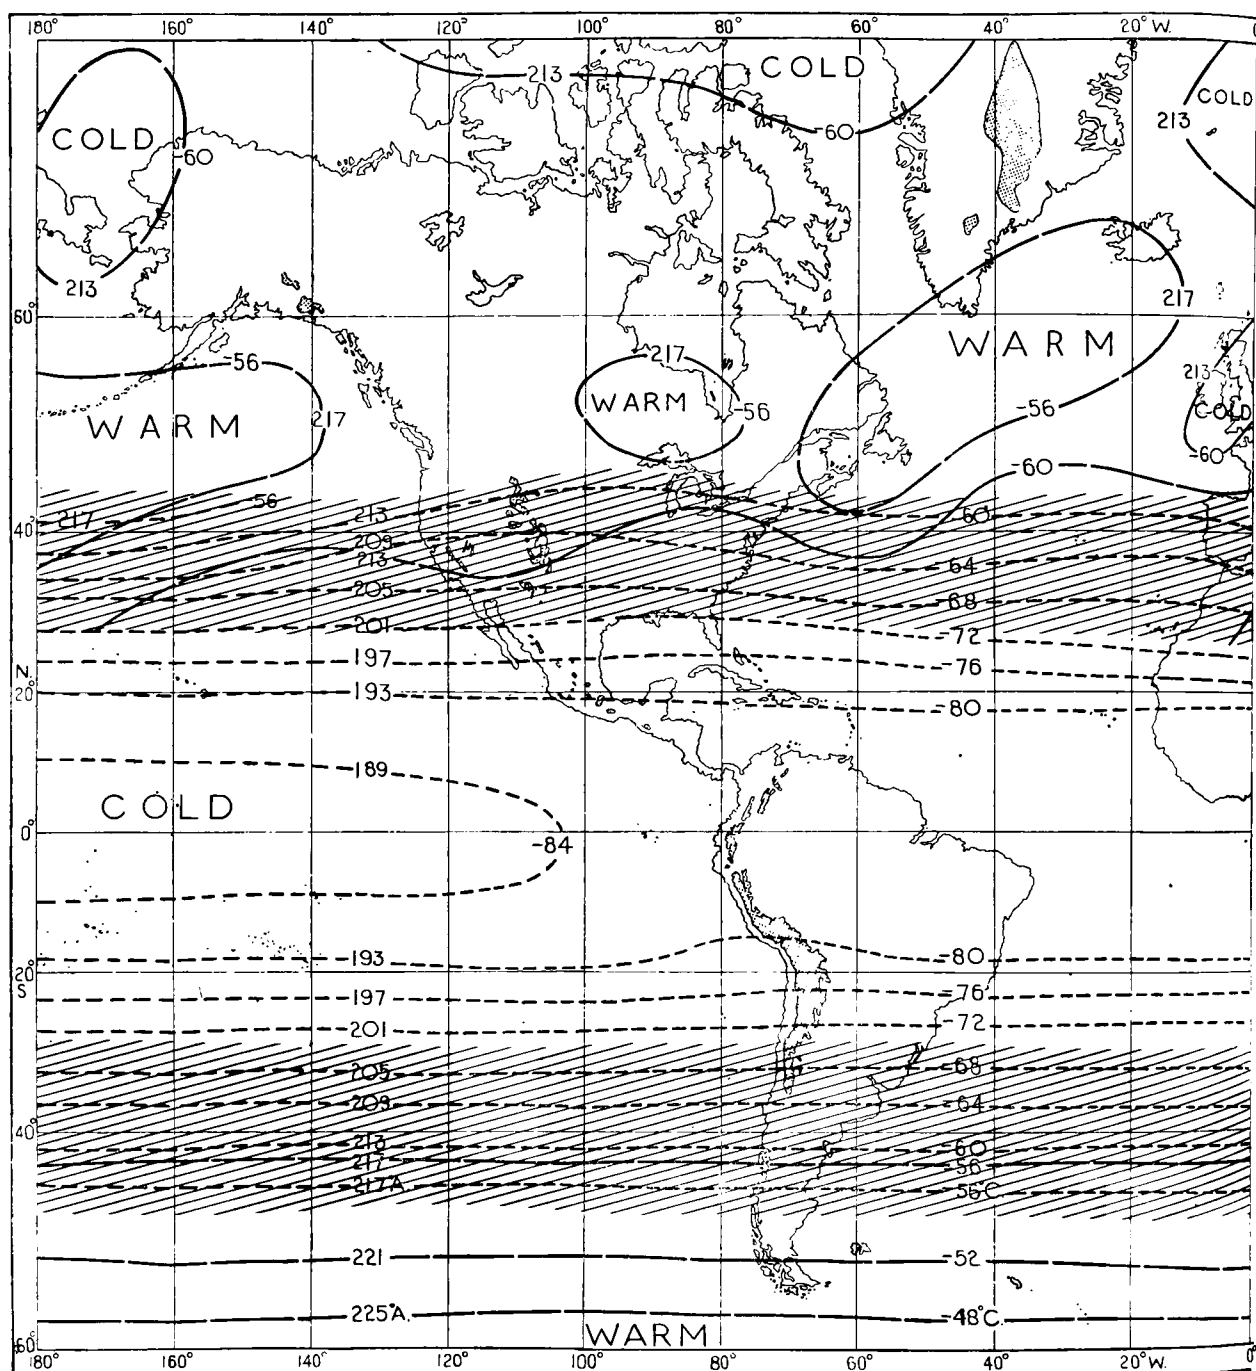 180° 160° 140° 120° 100° 80° 60° 40° 20° W. 0
213 COLD
COLD
COLD 213
-60 -60
213
217
60°
WARM
-56 217 213
WARM -56 COLD
WARM 217 -56
-60 -60
217 -56
40° 213 -60
209
213 -64
205 -68
201 -72
N. 197 -76
20° 193 -80
189
COLD
0° -84
193 -80
20°
S 197 -76
201 -72
205 -68
209 -64
40° 213 -60
217 -56
217A. -56°C.
221 -52
225°A. -48°C.
60° WARM
180° 160° 140° 120° 100° 80° 60° 40° 20° W. 0